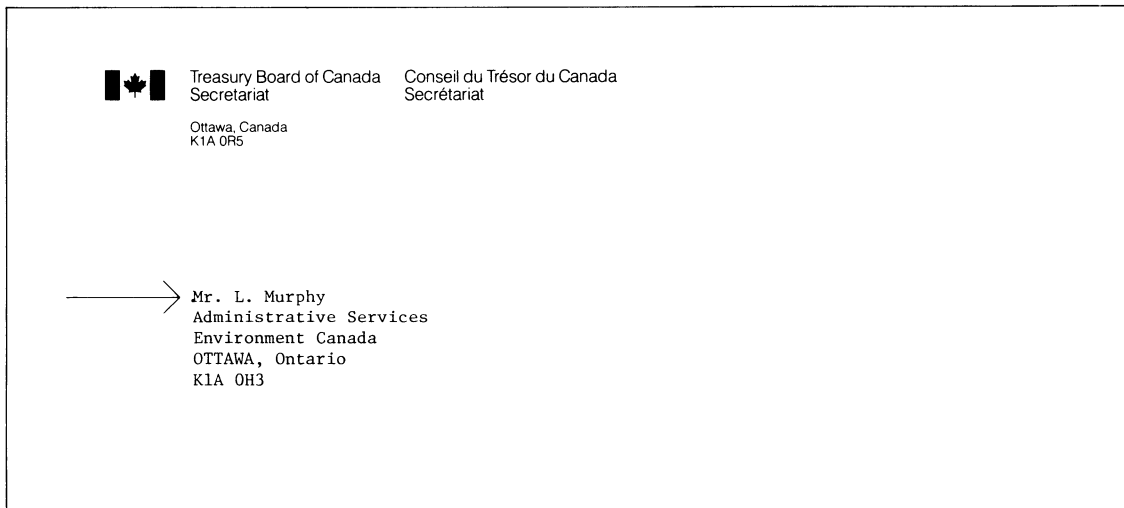 Treasury Board of Canada
Secretariat
Conseil du Trésor du Canada
Secrétariat
Ottawa, Canada
K1A 0R5
Mr. L. Murphy
Administrative Services
Environment Canada
OTTAWA, Ontario
K1A 0H3